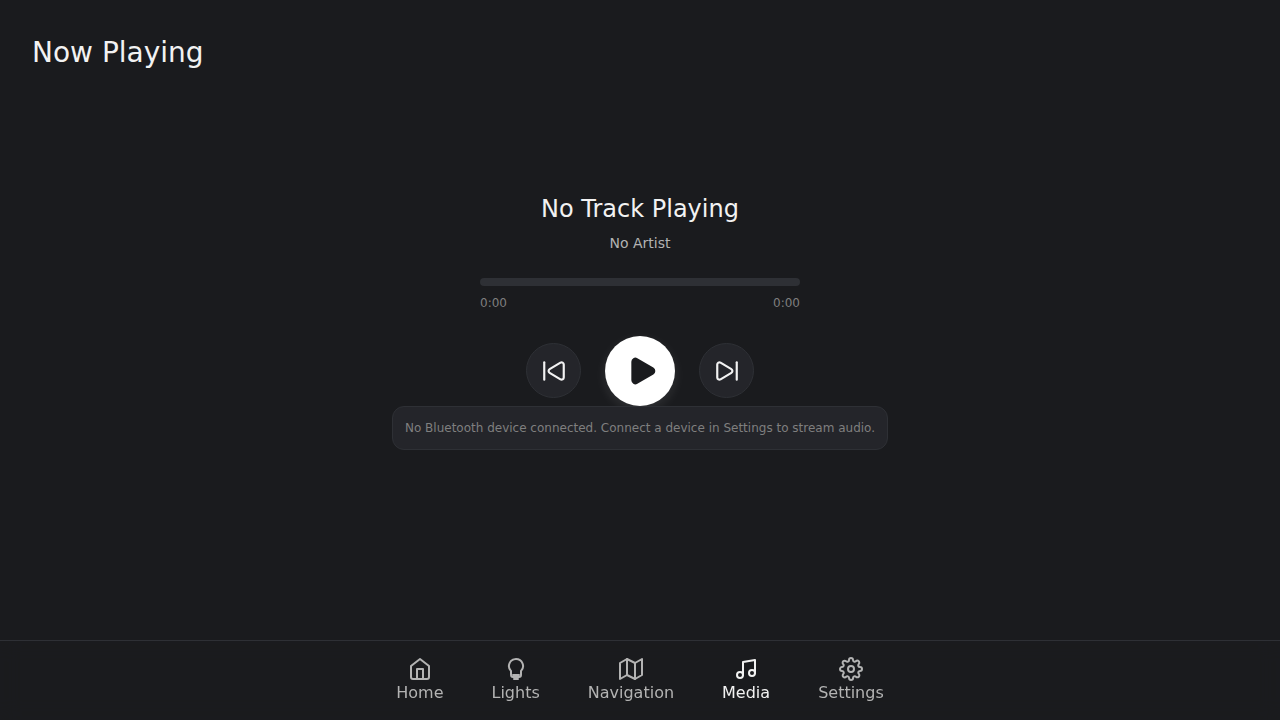 Now Playing
No Track Playing
No Artist
0:00 0:00
No Bluetooth device connected. Connect a device in Settings to stream audio.
Home Lights Navigation Media Settings